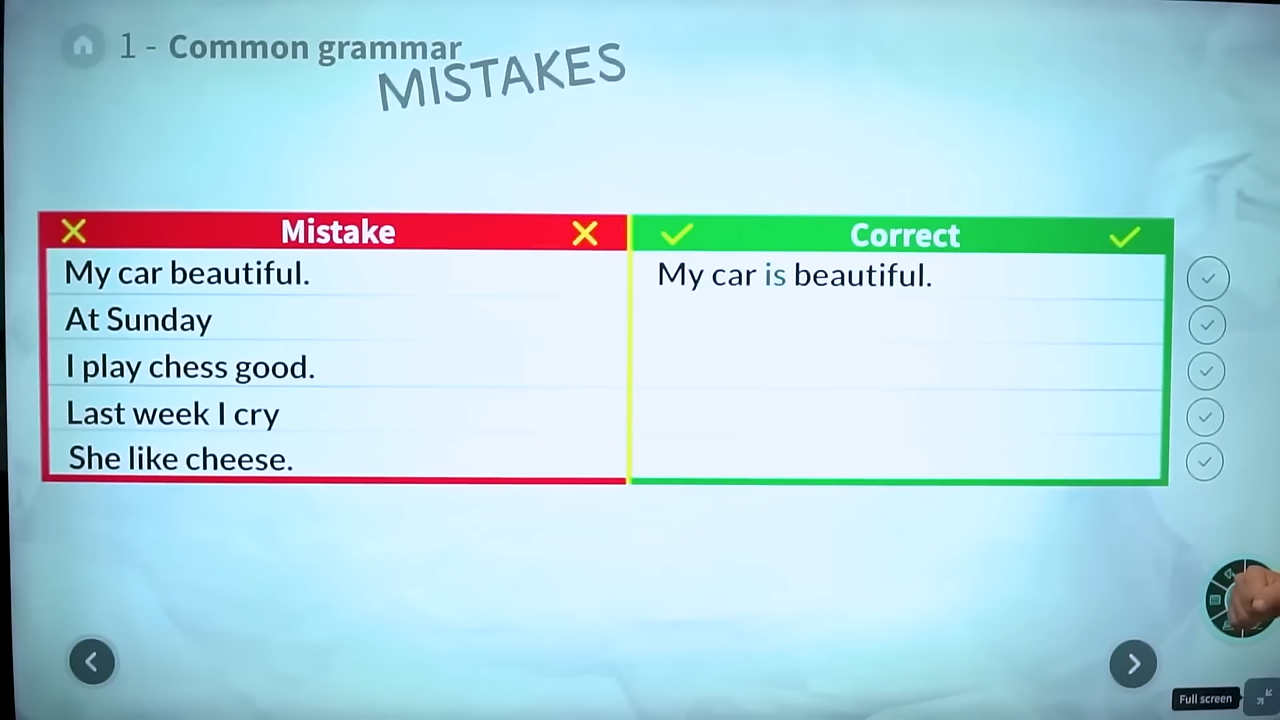 1 - Common grammar
MISTAKES
Mistake
Correct
My car beautiful.
My car is beautiful.
At Sunday
I play chess good.
Last week I cry
She like cheese.
Full screen